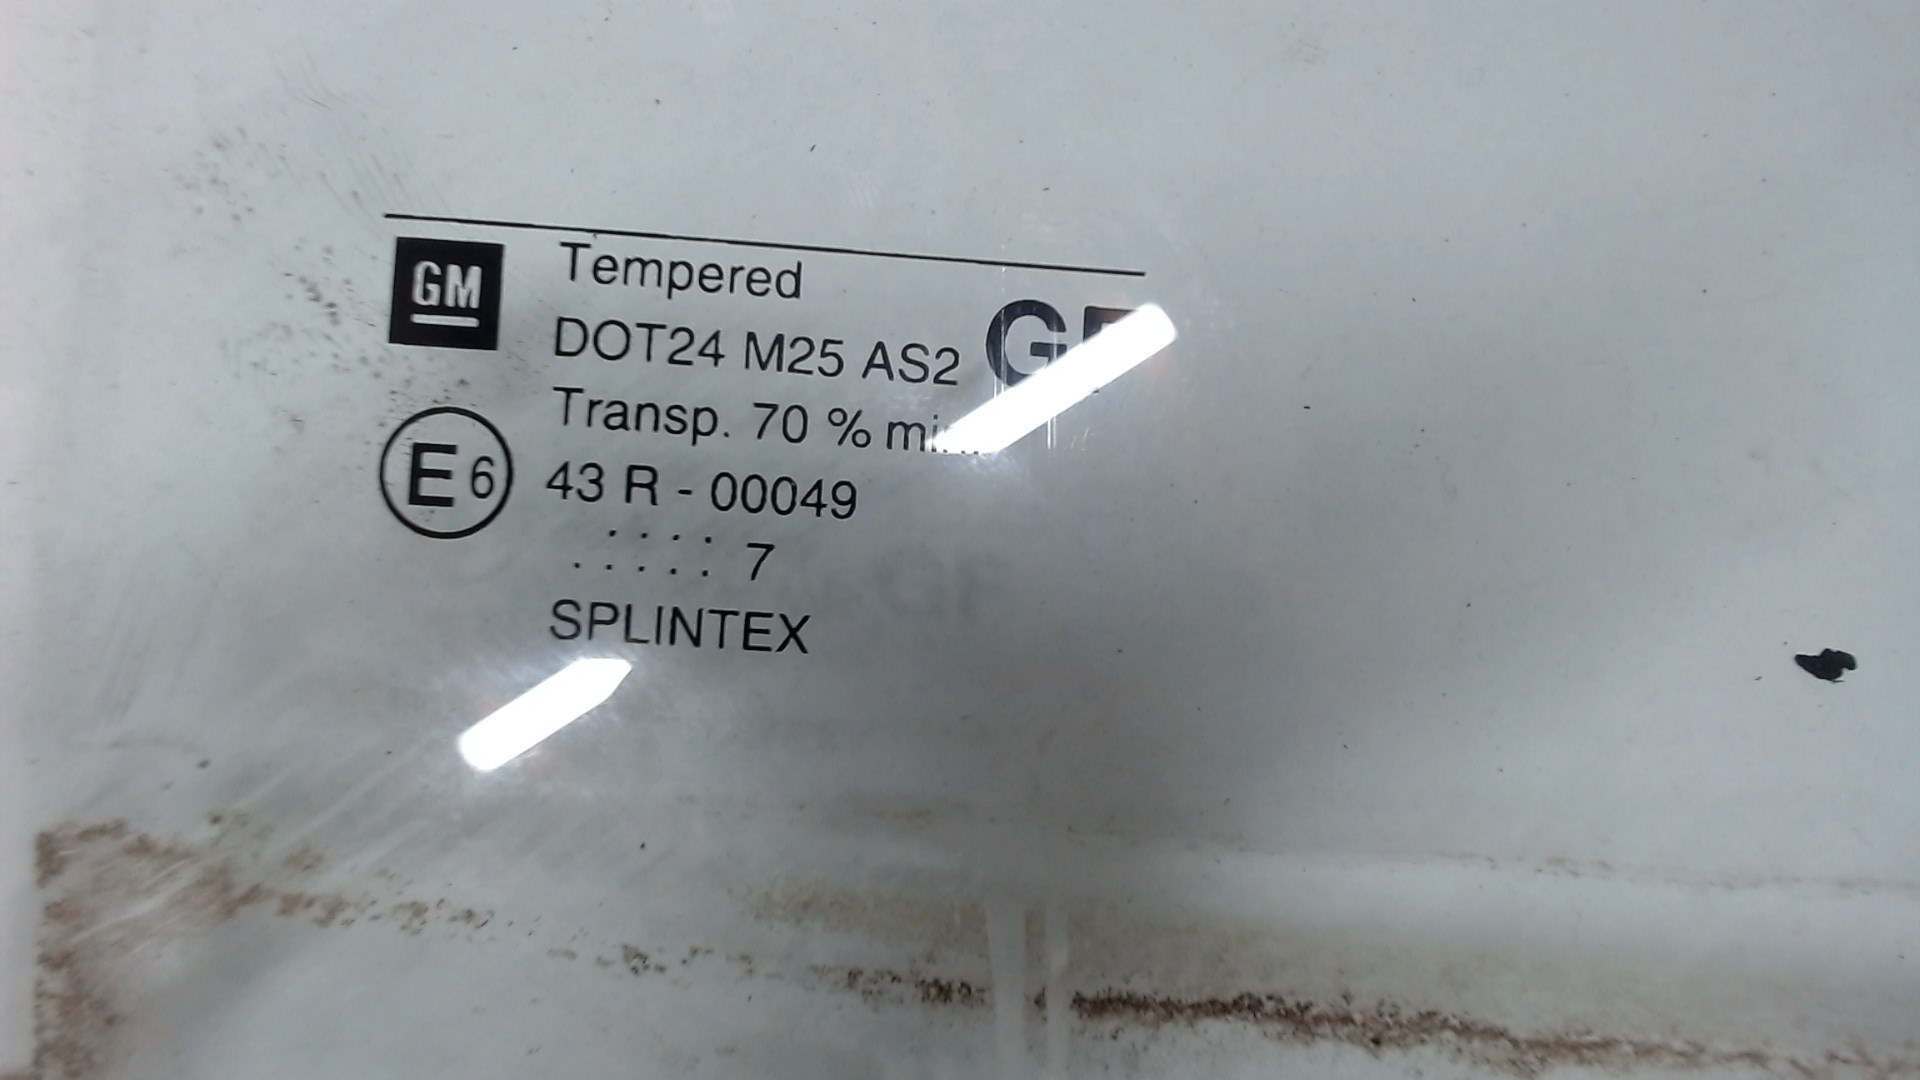 GM
Tempered
DOT24 M25 AS2
Transp. 70 %
E6
43 R - 00049
..... 7
SPLINTEX